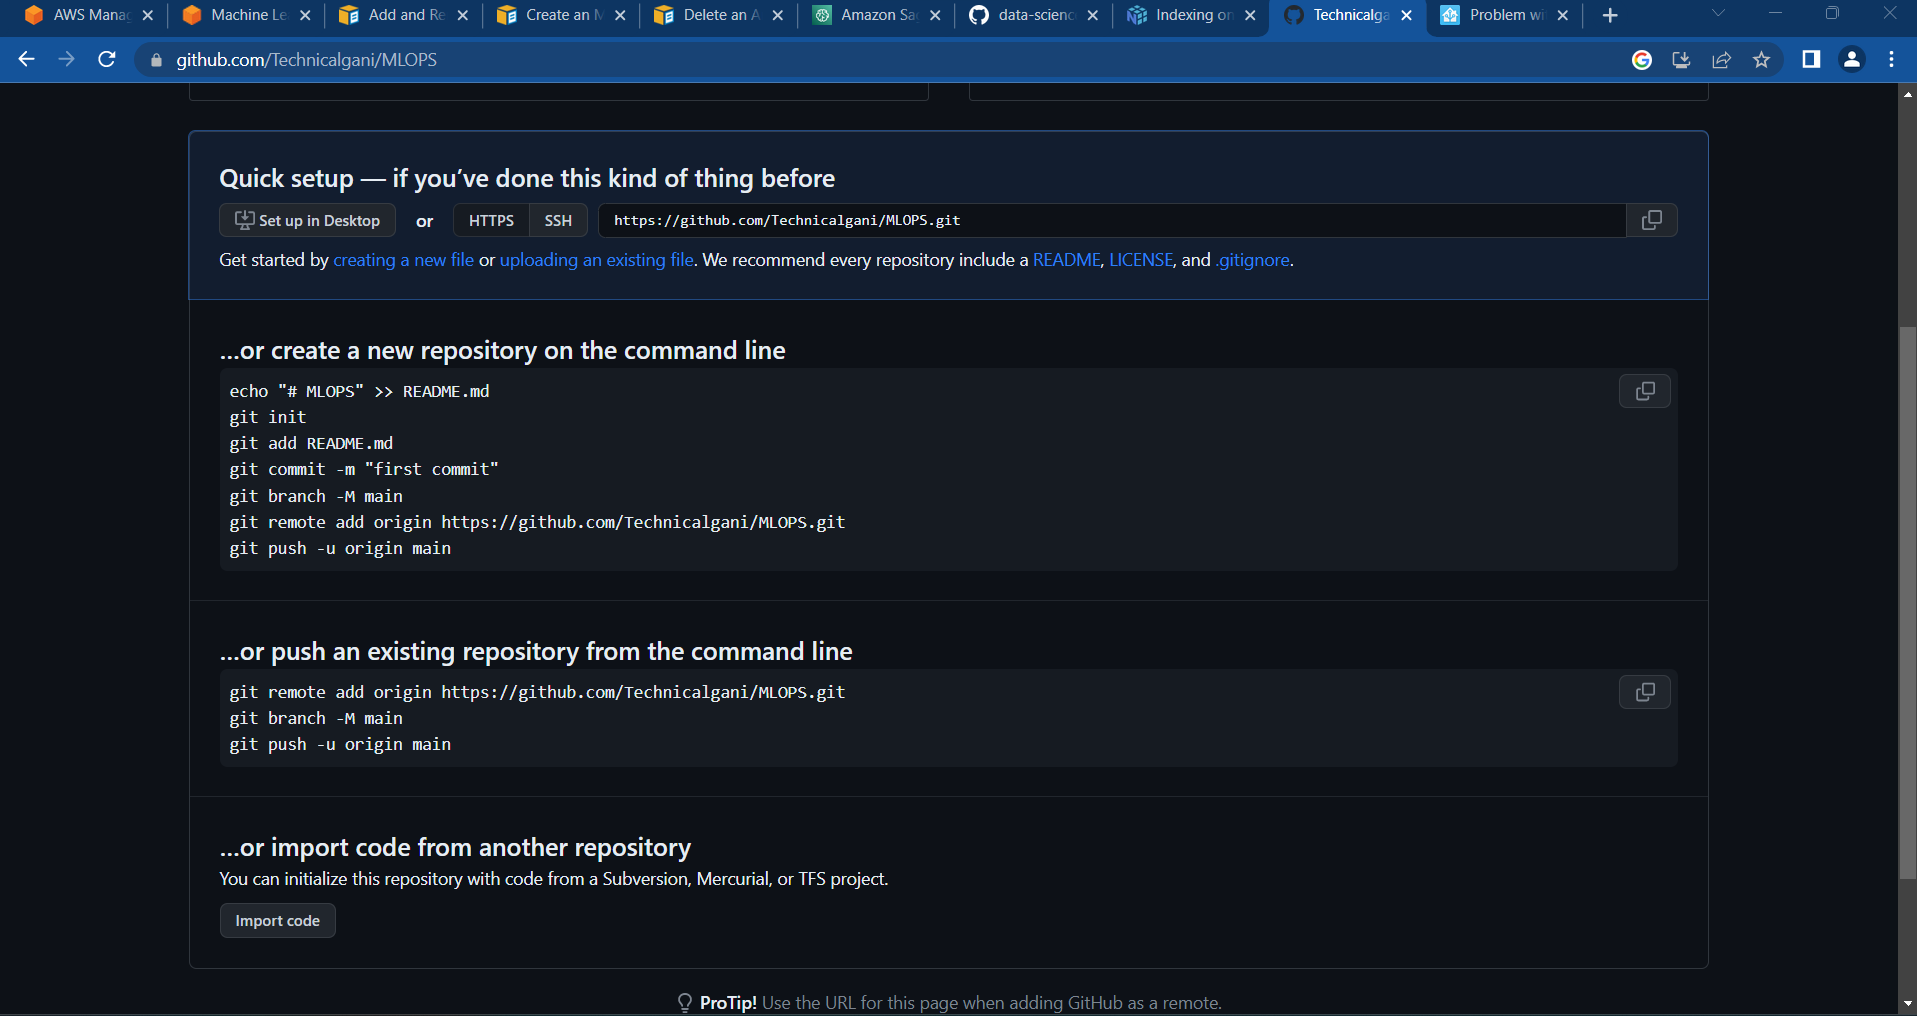 AWS Manag
Machine Le
Add and Re
Create an M
Delete an A
Amazon Sag
data-scienc
Indexing on
Technicalga
Problem wi
github.com/Technicalgani/MLOPS
Quick setup — if you’ve done this kind of thing before
Set up in Desktop or HTTPS SSH https://github.com/Technicalgani/MLOPS.git
Get started by creating a new file or uploading an existing file. We recommend every repository include a README, LICENSE, and .gitignore.
…or create a new repository on the command line
echo "# MLOPS" >> README.md
git init
git add README.md
git commit -m "first commit"
git branch -M main
git remote add origin https://github.com/Technicalgani/MLOPS.git
git push -u origin main
…or push an existing repository from the command line
git remote add origin https://github.com/Technicalgani/MLOPS.git
git branch -M main
git push -u origin main
…or import code from another repository
You can initialize this repository with code from a Subversion, Mercurial, or TFS project.
Import code
ProTip! Use the URL for this page when adding GitHub as a remote.